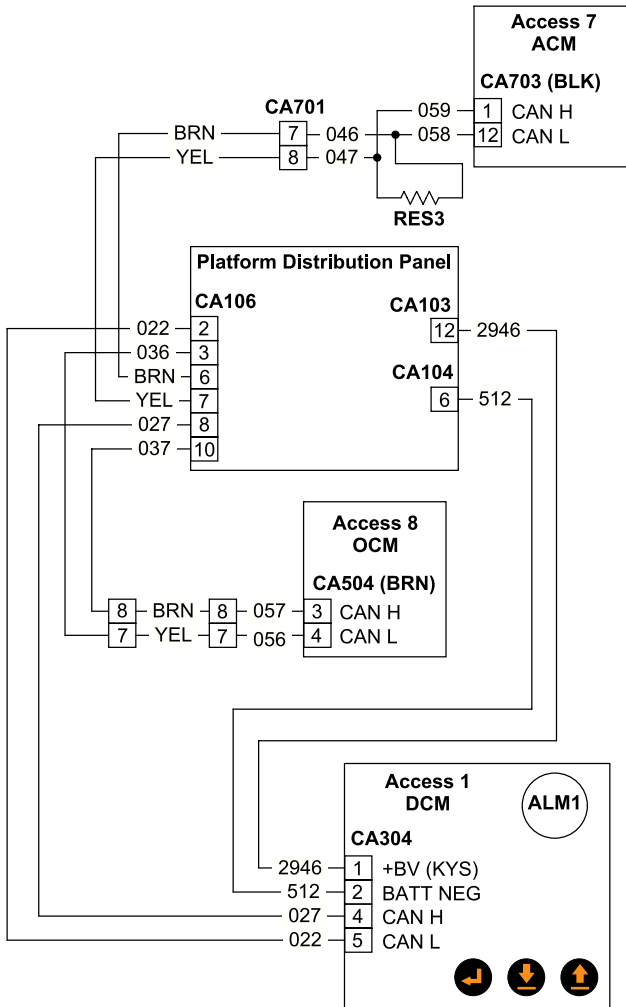 Access 7
ACM
CA703 (BLK)
CA701
059 1 CAN H
BRN 7 046 058 12 CAN L
YEL 8 047
RES3
Platform Distribution Panel
CA106
CA103
022 2
12 2946
036 3
BRN 6
CA104
YEL 7
6 512
027 8
037 10
Access 8
OCM
CA504 (BRN)
8 BRN 8 057 3 CAN H
7 YEL 7 056 4 CAN L
Access 1
DCM
ALM1
CA304
2946 1 +BV (KYS)
512 2 BATT NEG
027 4 CAN H
022 5 CAN L